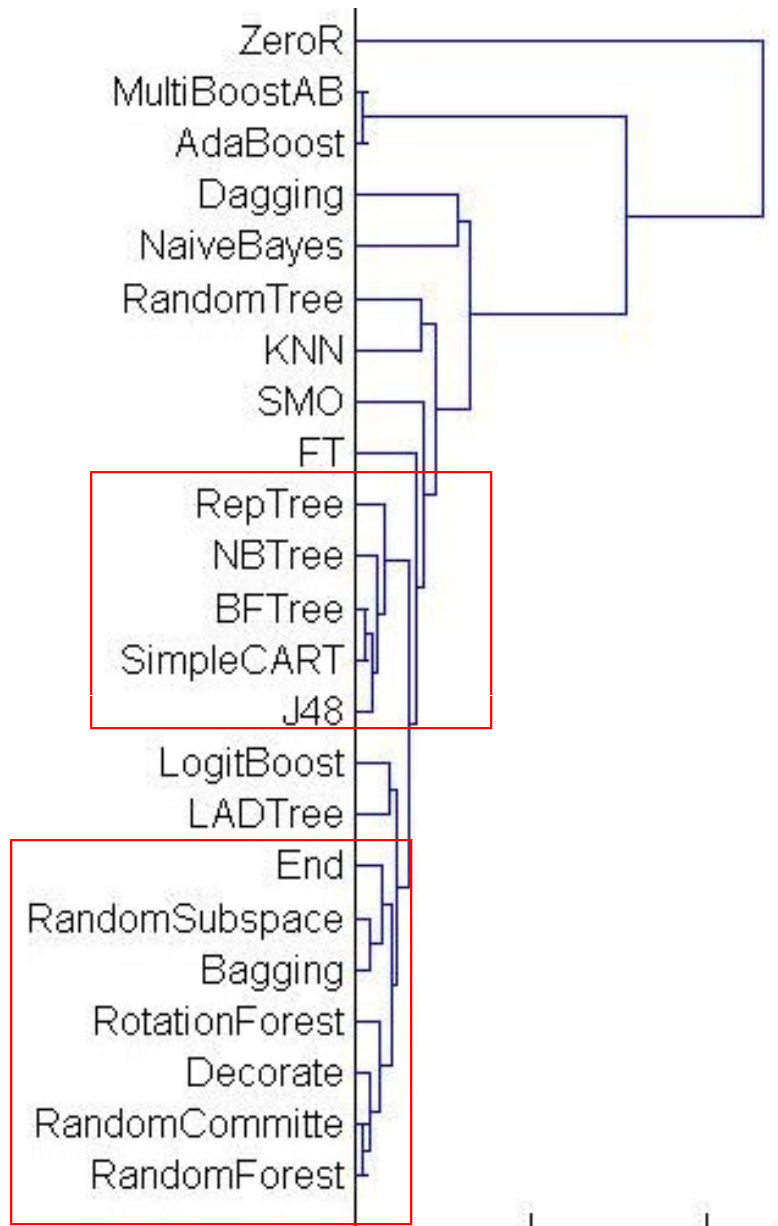 ZeroR
MultiBoostAB
AdaBoost
Dagging
NaiveBayes
RandomTree
KNN
SMO
FT
RepTree
NBTree
BFTree
SimpleCART
J48
LogitBoost
LADTree
End
RandomSubspace
Bagging
RotationForest
Decorate
RandomCommitte
RandomForest